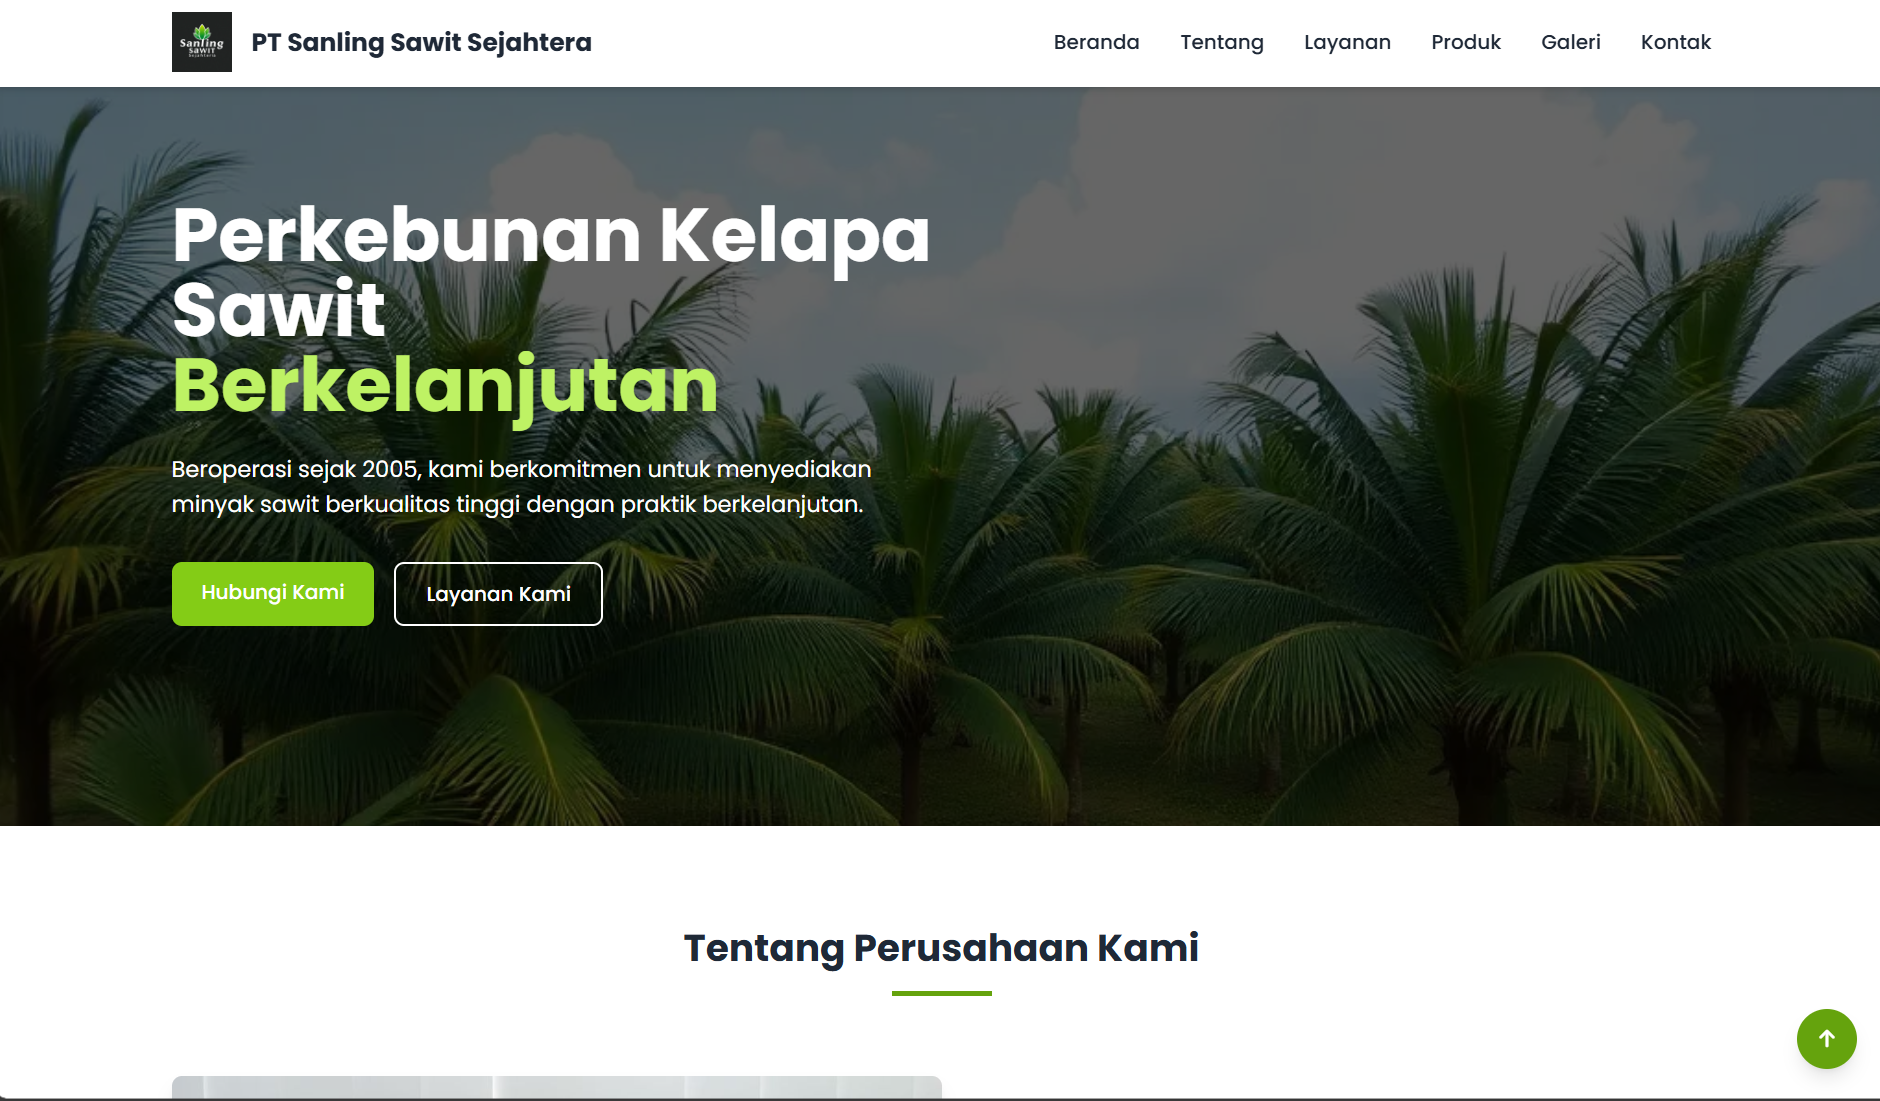 Sanling
SAWIT
Sejahtera
PT Sanling Sawit Sejahtera
Beranda
Tentang
Layanan
Produk
Galeri
Kontak
Perkebunan Kelapa
Sawit
Berkelanjutan
Beroperasi sejak 2005, kami berkomitmen untuk menyediakan
minyak sawit berkualitas tinggi dengan praktik berkelanjutan.
Hubungi Kami
Layanan Kami
Tentang Perusahaan Kami